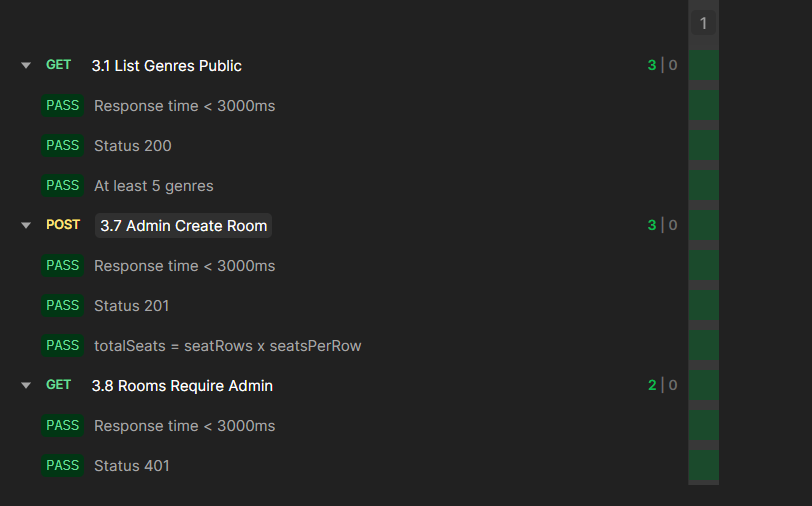 1
GET 3.1 List Genres Public 3 | 0
PASS Response time < 3000ms
PASS Status 200
PASS At least 5 genres
POST 3.7 Admin Create Room 3 | 0
PASS Response time < 3000ms
PASS Status 201
PASS totalSeats = seatRows x seatsPerRow
GET 3.8 Rooms Require Admin 2 | 0
PASS Response time < 3000ms
PASS Status 401